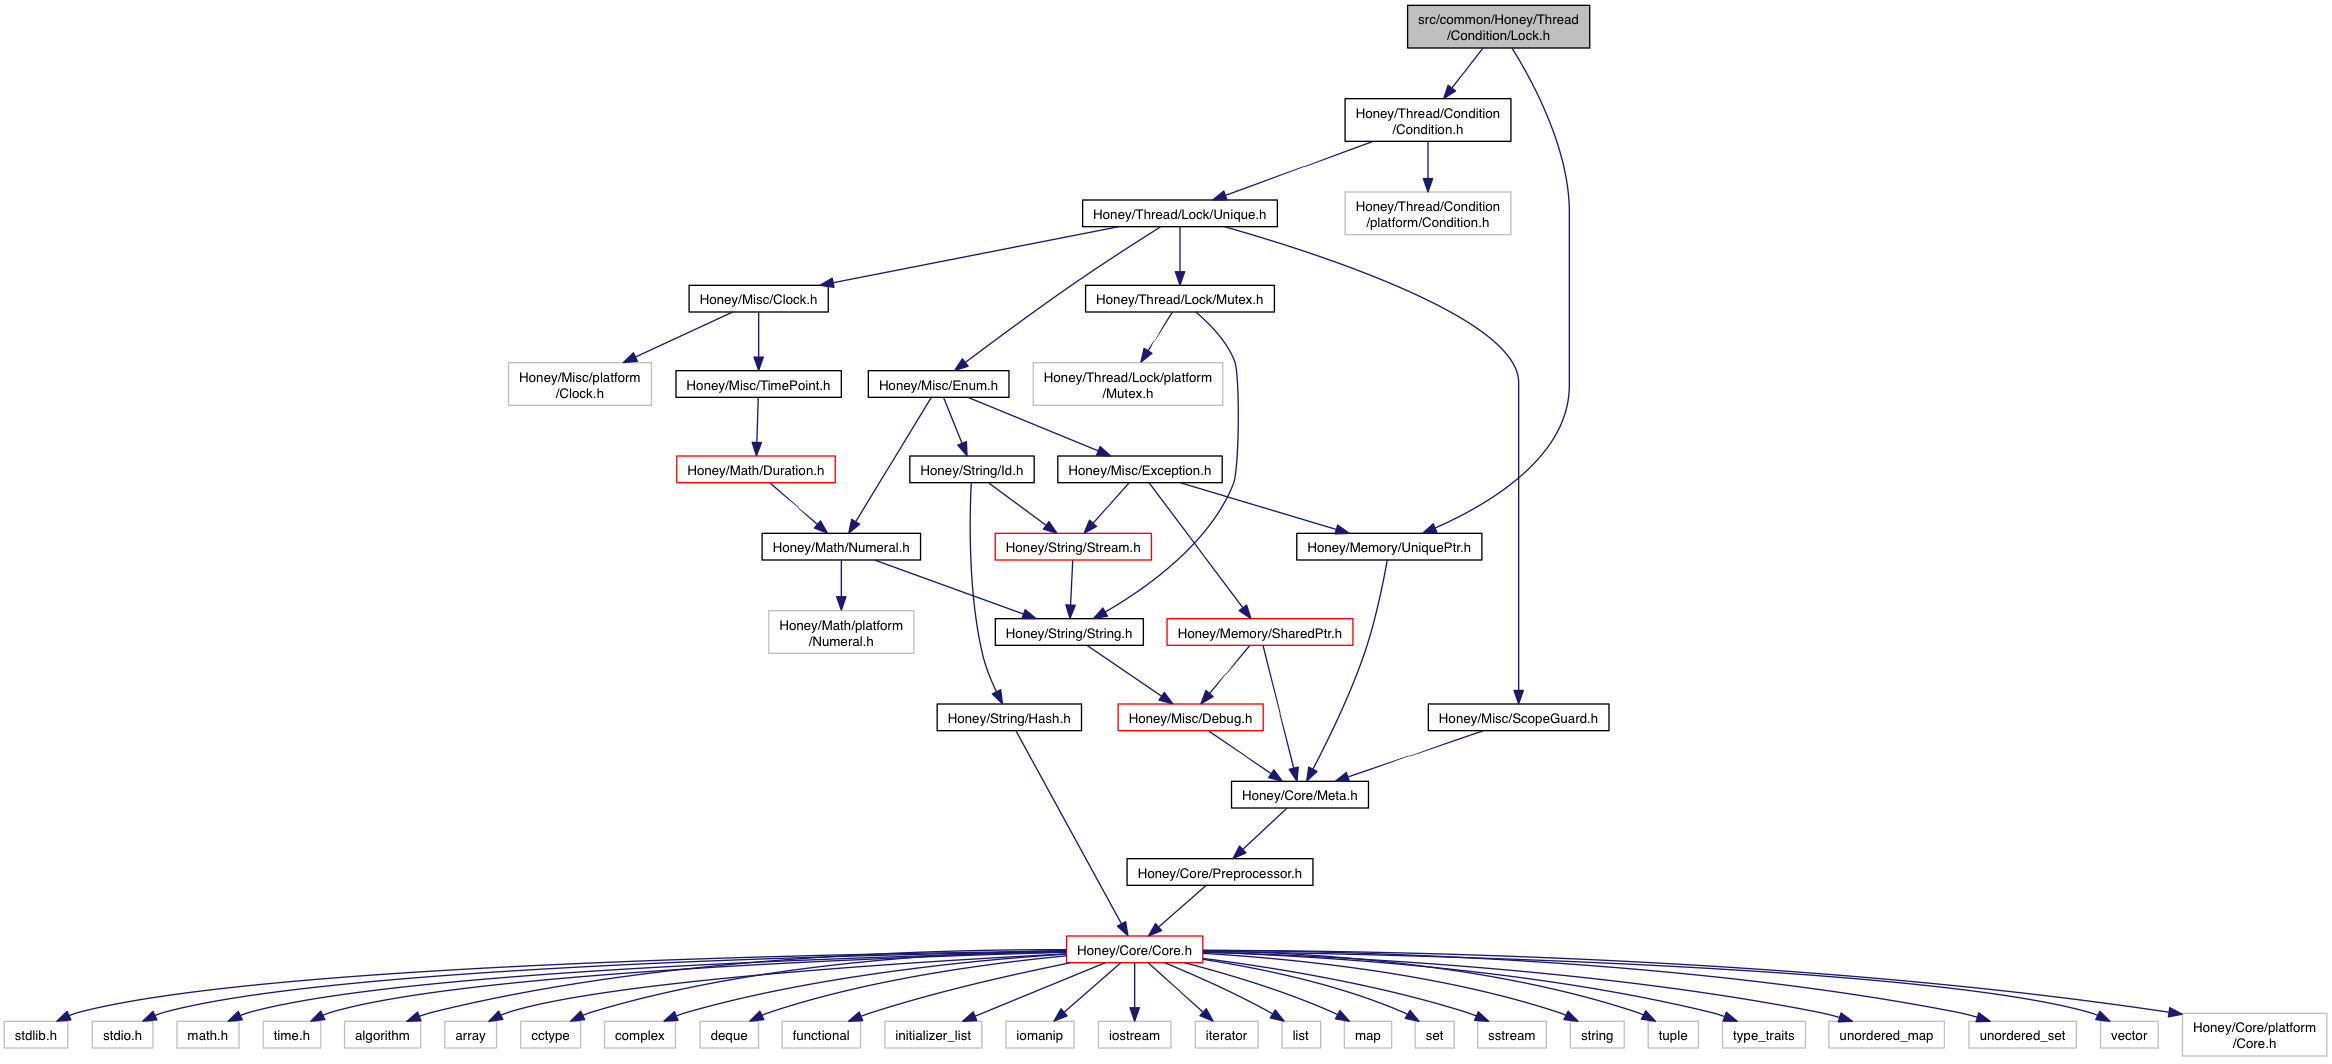 src/common/Honey/Thread
/Condition/Lock.h
Honey/Thread/Condition
/Condition.h
Honey/Thread/Lock/Unique.h
Honey/Thread/Condition
/platform/Condition.h
Honey/Misc/Clock.h
Honey/Thread/Lock/Mutex.h
Honey/Misc/platform
/Clock.h
Honey/Misc/TimePoint.h
Honey/Misc/Enum.h
Honey/Thread/Lock/platform
/Mutex.h
Honey/Math/Duration.h
Honey/String/Id.h
Honey/Misc/Exception.h
Honey/Math/Numeral.h
Honey/String/Stream.h
Honey/Memory/UniquePtr.h
Honey/Math/platform
/Numeral.h
Honey/String/String.h
Honey/Memory/SharedPtr.h
Honey/String/Hash.h
Honey/Misc/Debug.h
Honey/Misc/ScopeGuard.h
Honey/Core/Meta.h
Honey/Core/Preprocessor.h
Honey/Core/Core.h
stdlib.h
stdio.h
math.h
time.h
algorithm
array
cctype
complex
deque
functional
initializer_list
iomanip
iostream
iterator
list
map
set
sstream
string
tuple
type_traits
unordered_map
unordered_set
vector
Honey/Core/platform
/Core.h